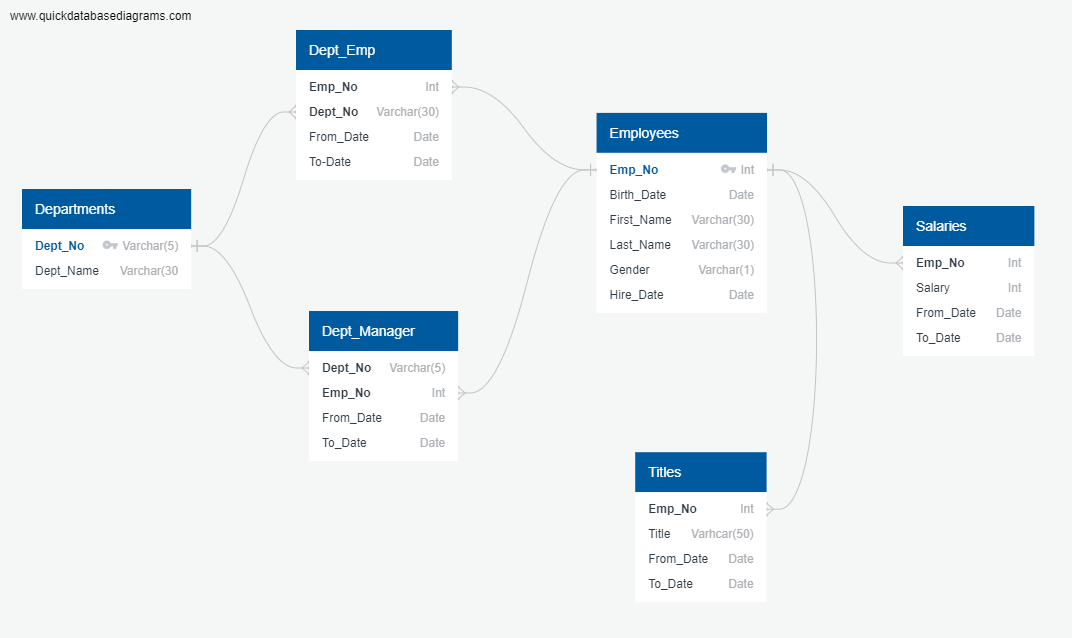 www.quickdatabasediagrams.com
Dept_Emp
Emp_No Int
Dept_No Varchar(30)
From_Date Date
To-Date Date
Departments
Dept_No Varchar(5)
Dept_Name Varchar(30
Dept_Manager
Dept_No Varchar(5)
Emp_No Int
From_Date Date
To_Date Date
Employees
Emp_No Int
Birth_Date Date
First_Name Varchar(30)
Last_Name Varchar(30)
Gender Varchar(1)
Hire_Date Date
Salaries
Emp_No Int
Salary Int
From_Date Date
To_Date Date
Titles
Emp_No Int
Title Varhcar(50)
From_Date Date
To_Date Date